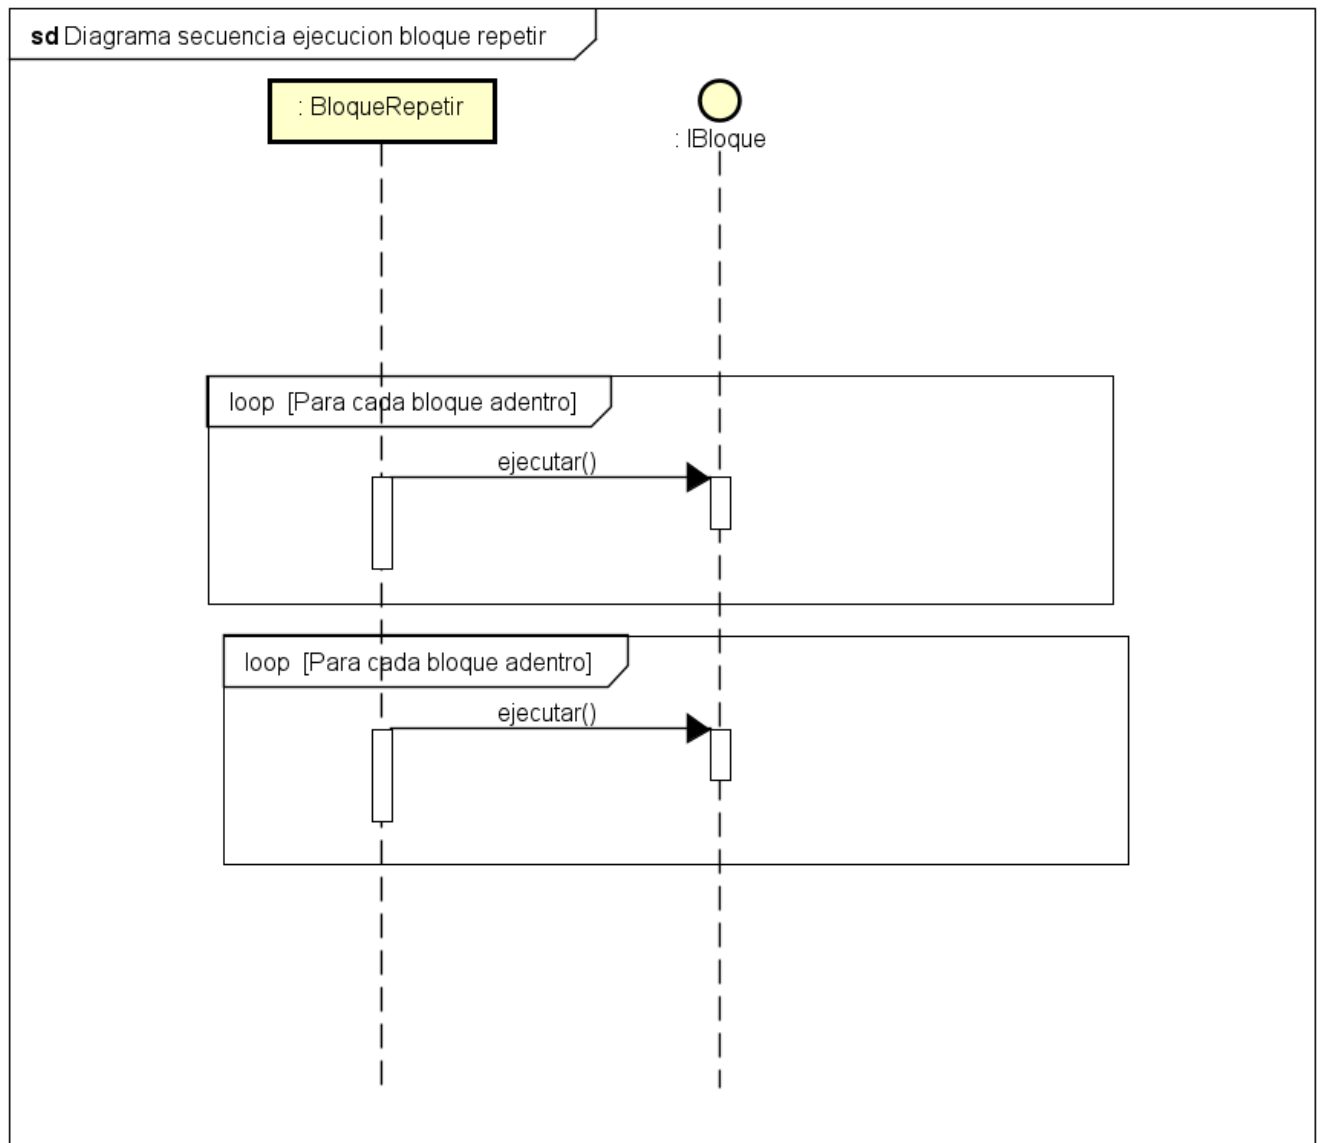 sd Diagrama secuencia ejecucion bloque repetir
: BloqueRepetir
: IBloque
loop [Para cada bloque adentro]
ejecutar()
loop [Para cada bloque adentro]
ejecutar()